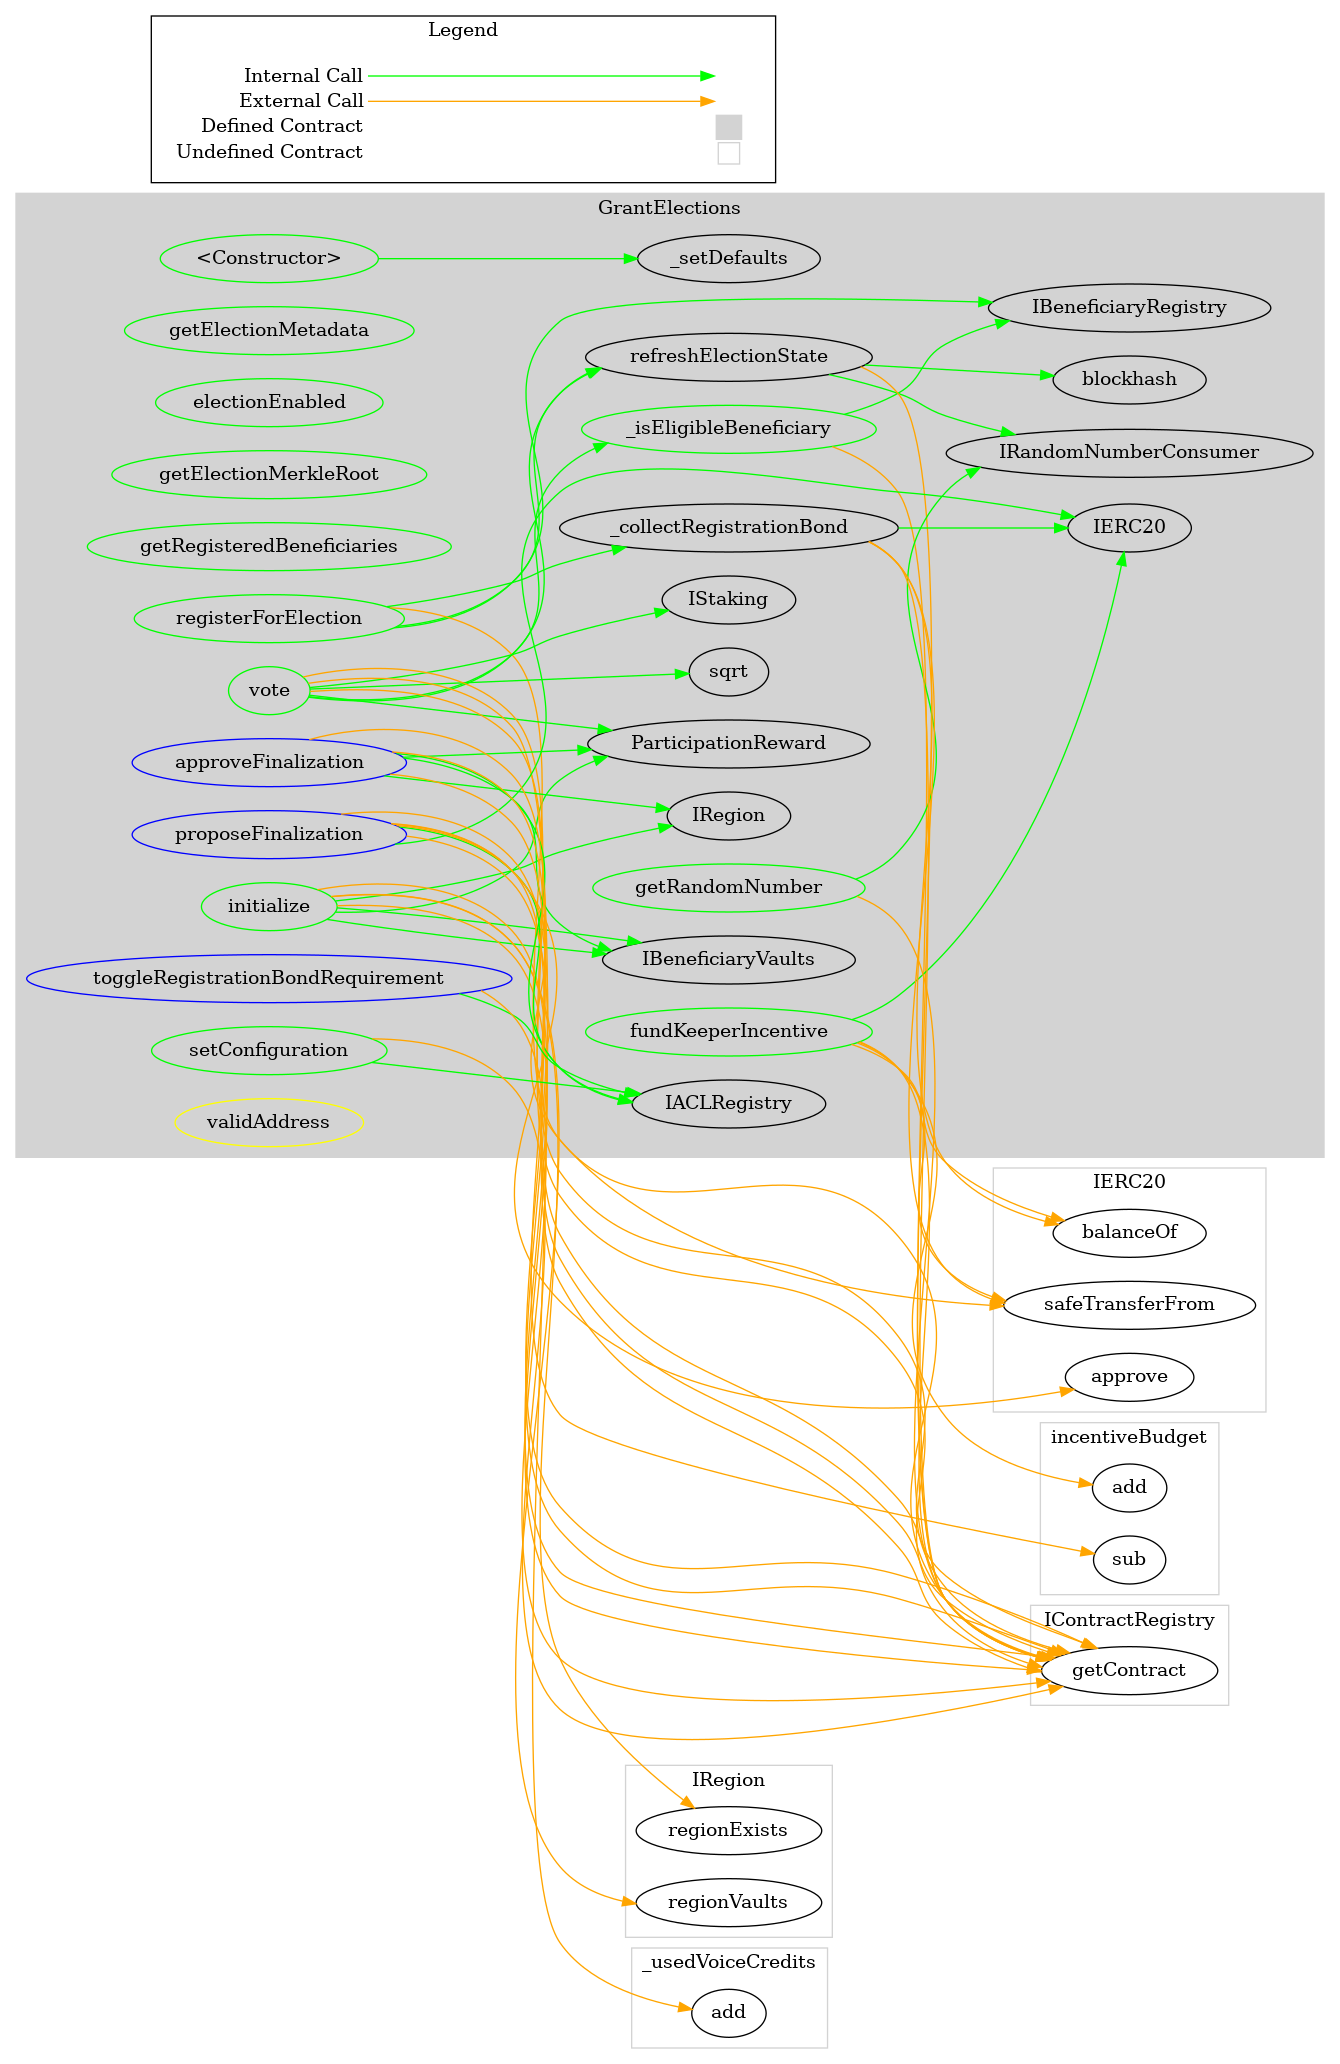 Legend
Internal Call
External Call
Defined Contract
Undefined Contract
GrantElections
<Constructor>
_setDefaults
getElectionMetadata
IBeneficiaryRegistry
refreshElectionState
blockhash
electionEnabled
_isEligibleBeneficiary
IRandomNumberConsumer
getElectionMerkleRoot
_collectRegistrationBond
IERC20
getRegisteredBeneficiaries
registerForElection
IStaking
vote
sqrt
approveFinalization
ParticipationReward
proposeFinalization
IRegion
initialize
getRandomNumber
toggleRegistrationBondRequirement
IBeneficiaryVaults
setConfiguration
fundKeeperIncentive
validAddress
IACLRegistry
IERC20
balanceOf
safeTransferFrom
approve
incentiveBudget
add
sub
IContractRegistry
getContract
IRegion
regionExists
regionVaults
_usedVoiceCredits
add